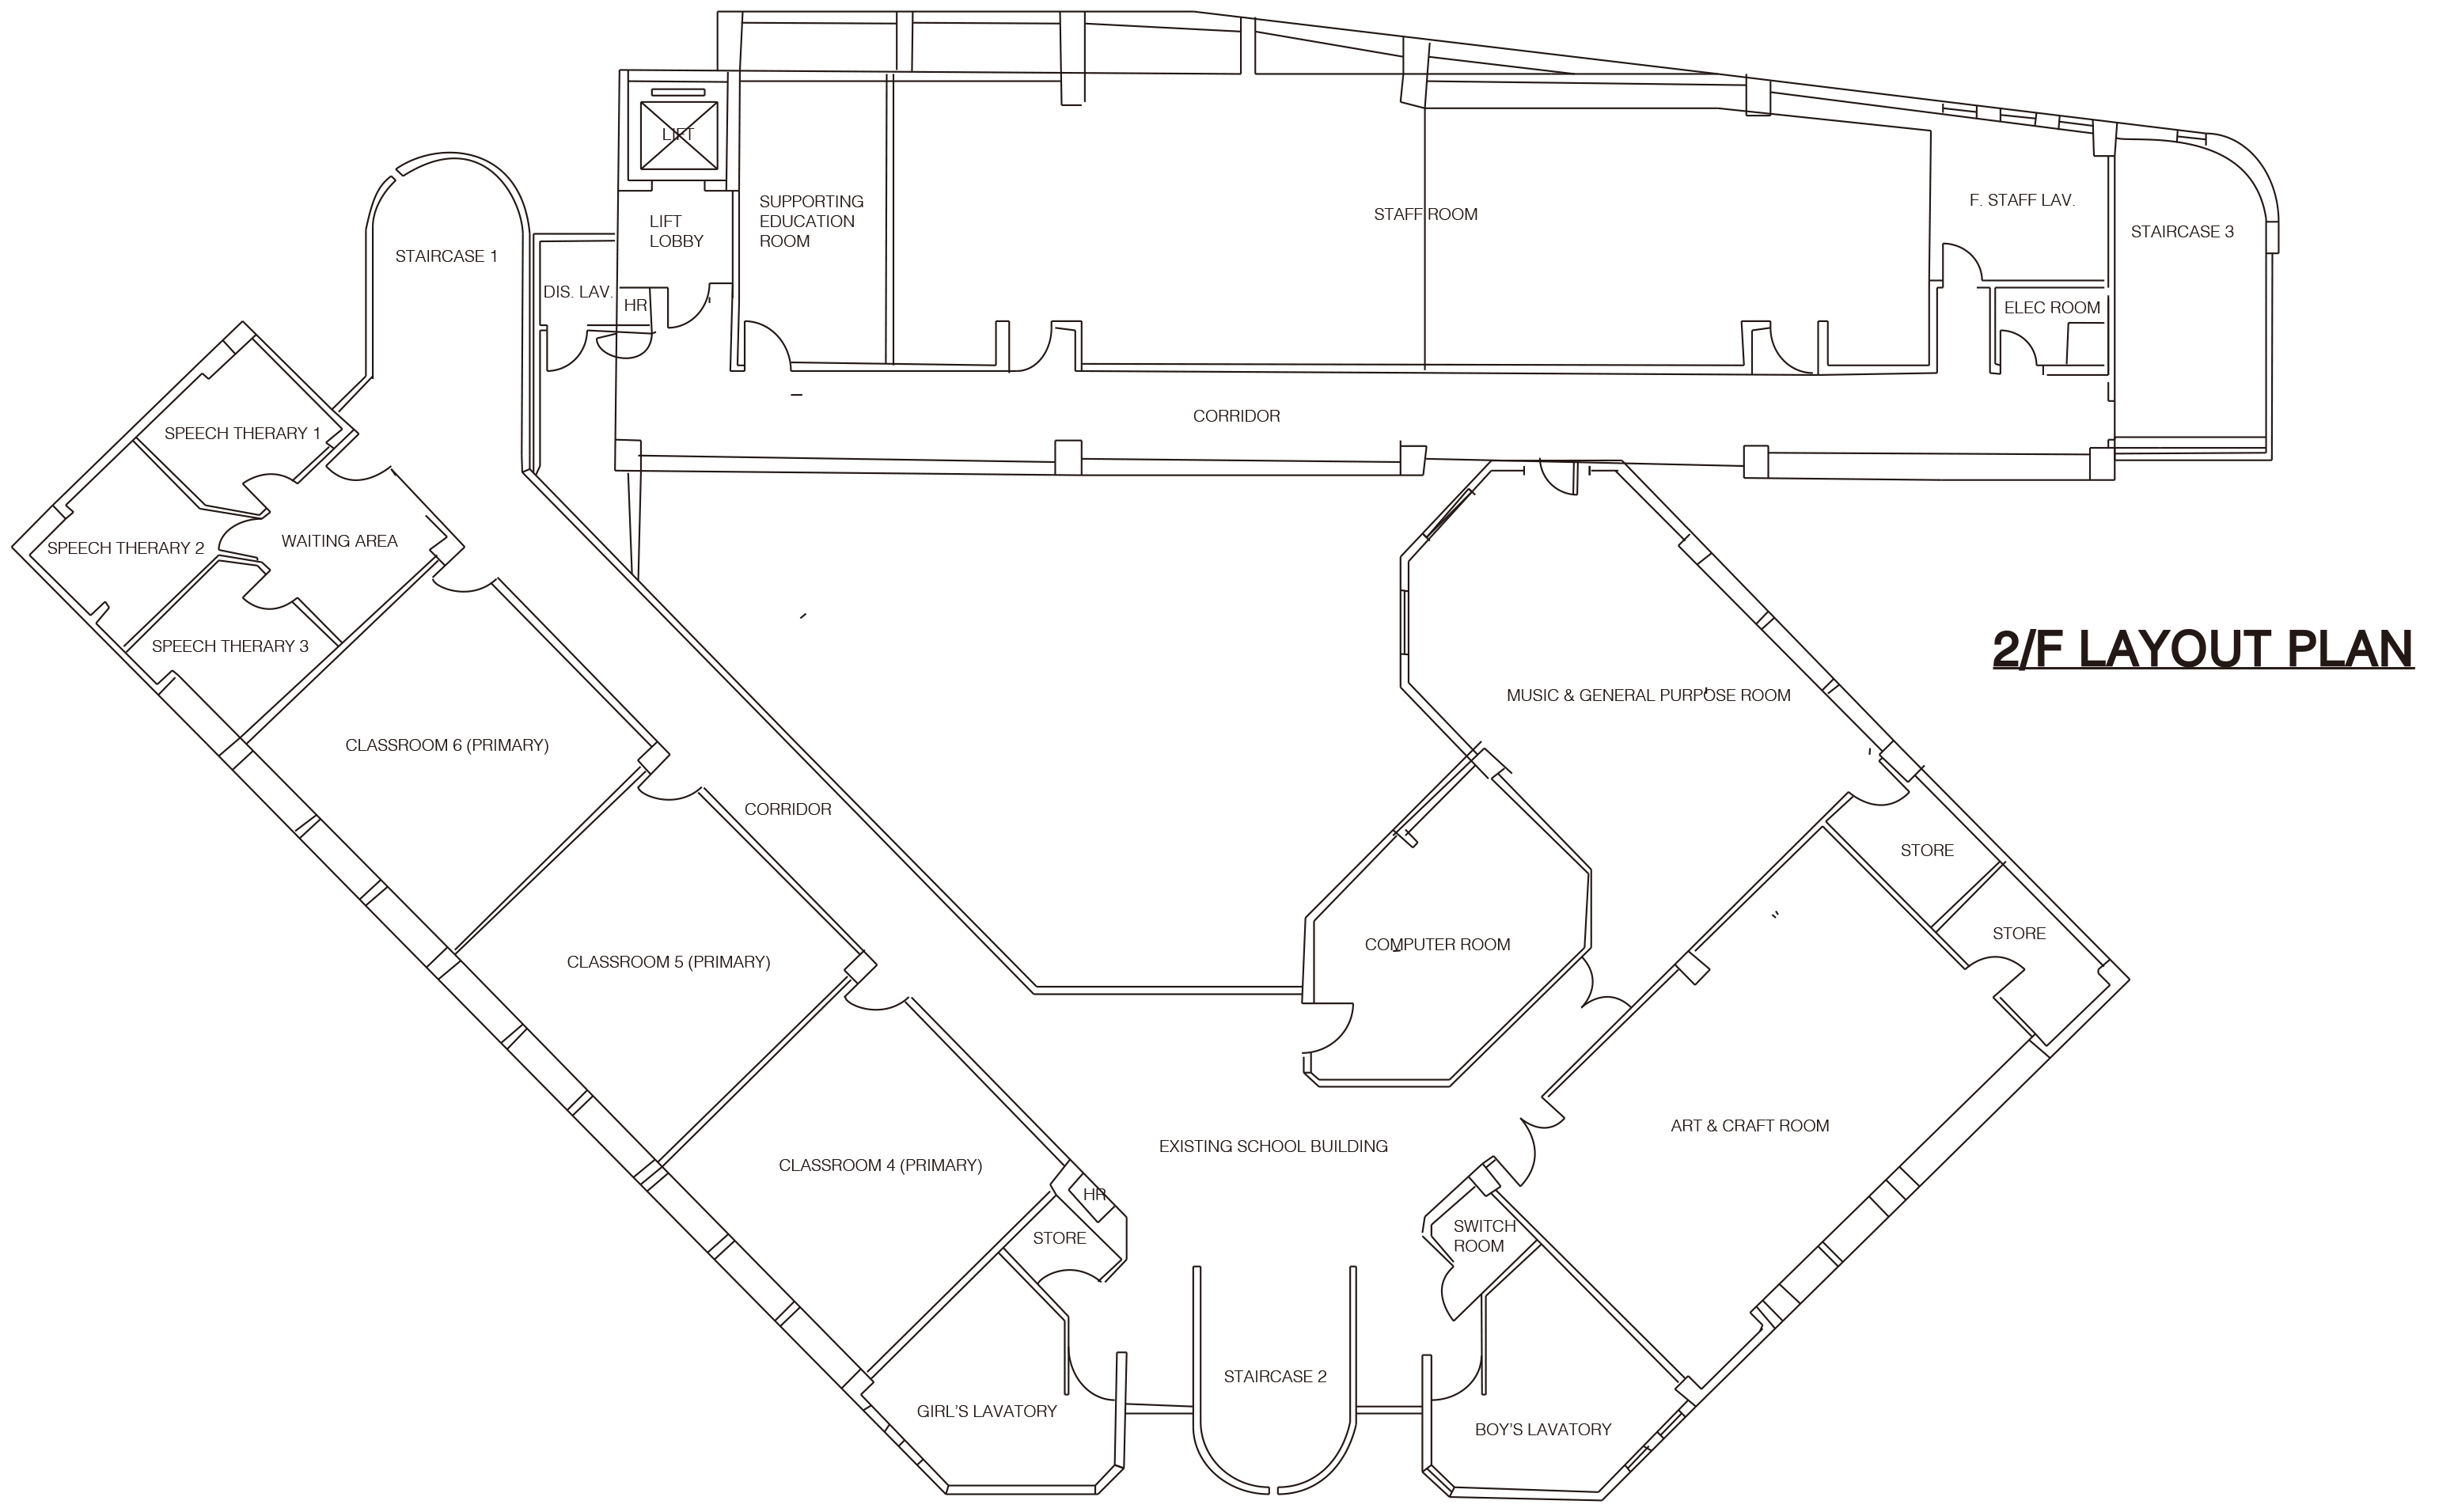 LIFT
SUPPORTING
EDUCATION
ROOM
LIFT
LOBBY
STAFF ROOM
F. STAFF LAV.
STAIRCASE 3
STAIRCASE 1
DIS. LAV.
HR
ELEC ROOM
CORRIDOR
SPEECH THERARY 1
SPEECH THERARY 2
WAITING AREA
SPEECH THERARY 3
2/F LAYOUT PLAN
MUSIC & GENERAL PURPOSE ROOM
CLASSROOM 6 (PRIMARY)
CORRIDOR
STORE
STORE
COMPUTER ROOM
CLASSROOM 5 (PRIMARY)
ART & CRAFT ROOM
EXISTING SCHOOL BUILDING
CLASSROOM 4 (PRIMARY)
HR
STORE
SWITCH
ROOM
STAIRCASE 2
GIRL'S LAVATORY
BOY'S LAVATORY